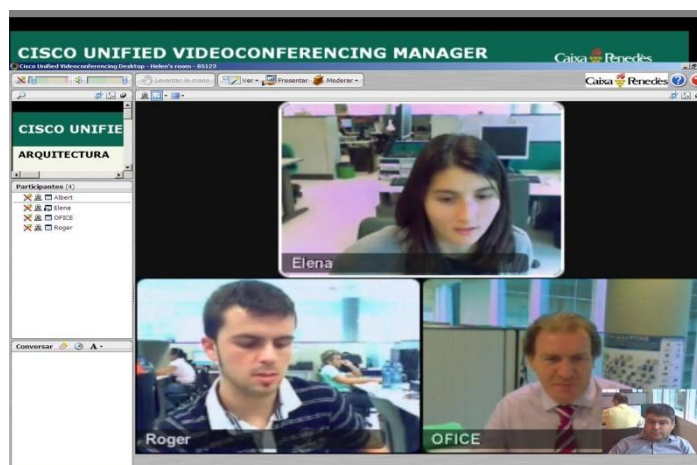 CISCO UNIFIED VIDEOCONFERENCING MANAGER
Caixa Penedès
Cisco Unified Videoconferencing Desktop - Helen's room - 85123
Levantar la mano
Ver
Presentar
Moderar
Caixa Penedès
CISCO UNIFIE
ARQUITECTURA
Participantes (4)
Albert
Elena
OFICE
Roger
Conversar
A
Elena
Roger
OFICE